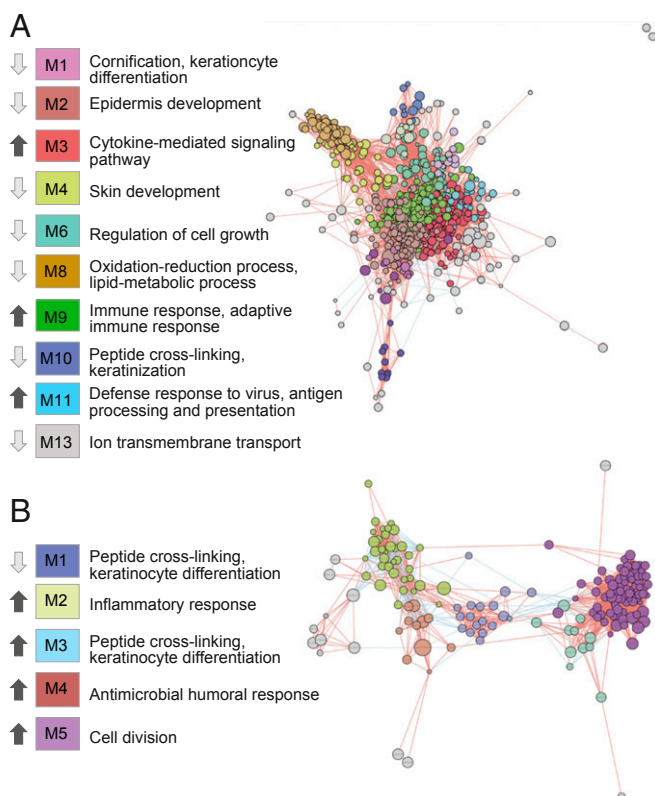 A
M1 Cornification, kerationcyte
differentiation
M2 Epidermis development
M3 Cytokine-mediated signaling
pathway
M4 Skin development
M6 Regulation of cell growth
M8 Oxidation-reduction process,
lipid-metabolic process
M9 Immune response, adaptive
immune response
M10 Peptide cross-linking,
keratinization
M11 Defense response to virus, antigen
processing and presentation
M13 Ion transmembrane transport
B
M1 Peptide cross-linking,
keratinocyte differentiation
M2 Inflammatory response
M3 Peptide cross-linking,
keratinocyte differentiation
M4 Antimicrobial humoral response
M5 Cell division